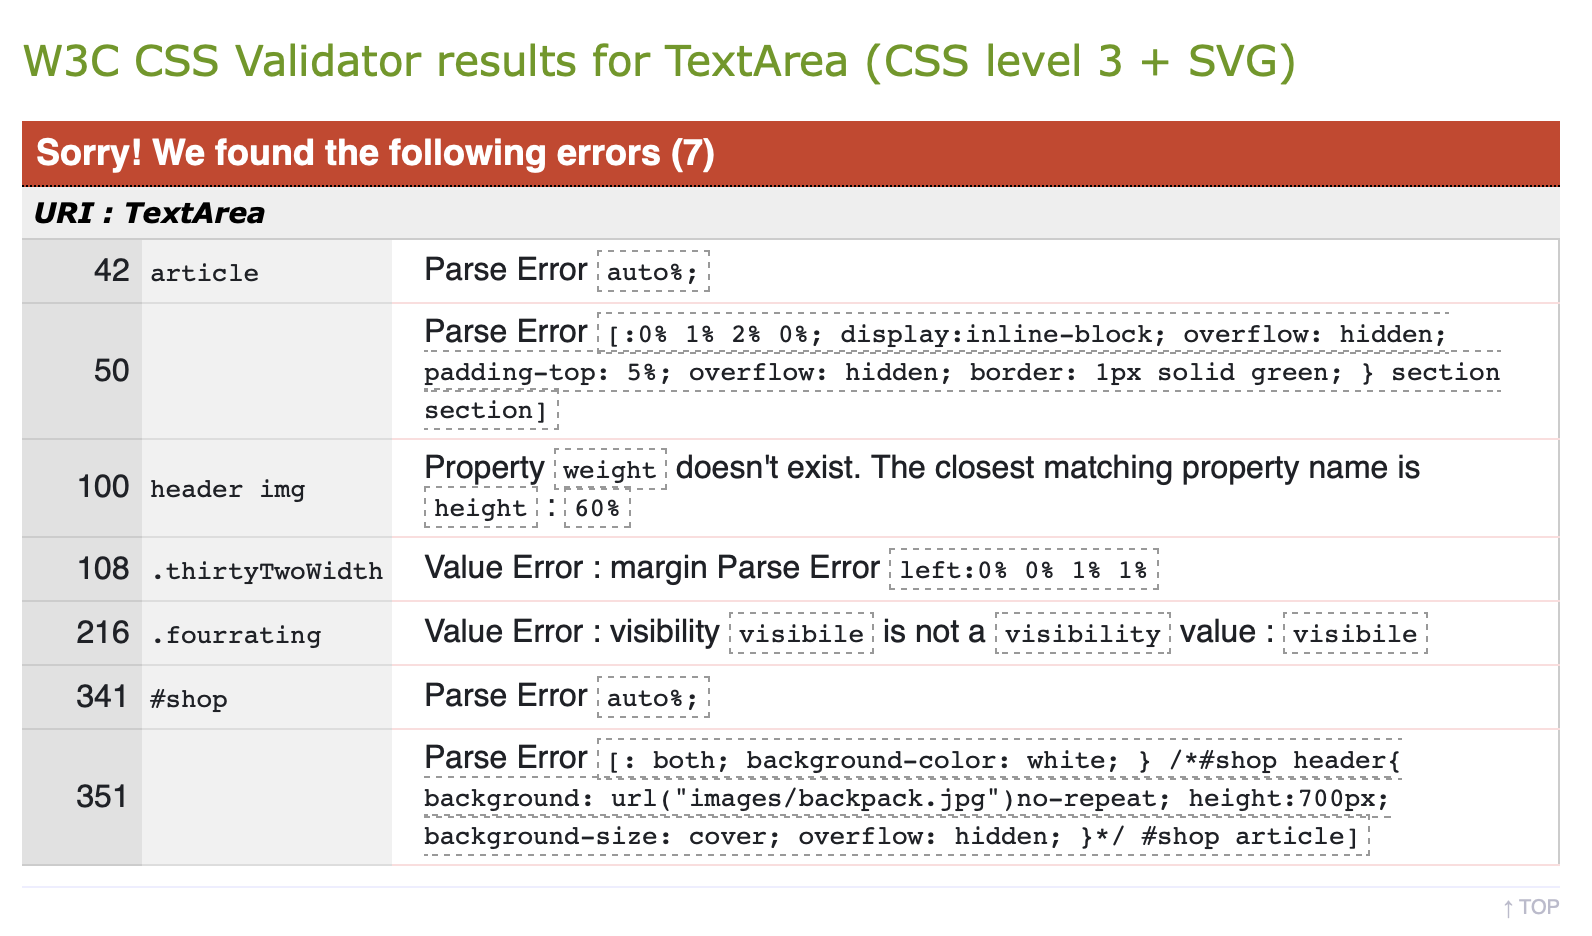 W3C CSS Validator results for TextArea (CSS level 3 + SVG)
Sorry! We found the following errors (7)
URI : TextArea
42 article Parse Error auto%;
50 Parse Error [:0% 1% 2% 0%; display:inline-block; overflow: hidden;
padding-top: 5%; overflow: hidden; border: 1px solid green; } section
section]
100 header img Property weight doesn't exist. The closest matching property name is
height : 60%
108 .thirtyTwoWidth Value Error : margin Parse Error left:0% 0% 1% 1%
216 .fourrating Value Error : visibility visibile is not a visibility value : visibile
341 #shop Parse Error auto%;
351 Parse Error [: both; background-color: white; } /*#shop header{
background: url("images/backpack.jpg")no-repeat; height:700px;
background-size: cover; overflow: hidden; }*/ #shop article]
↑ TOP